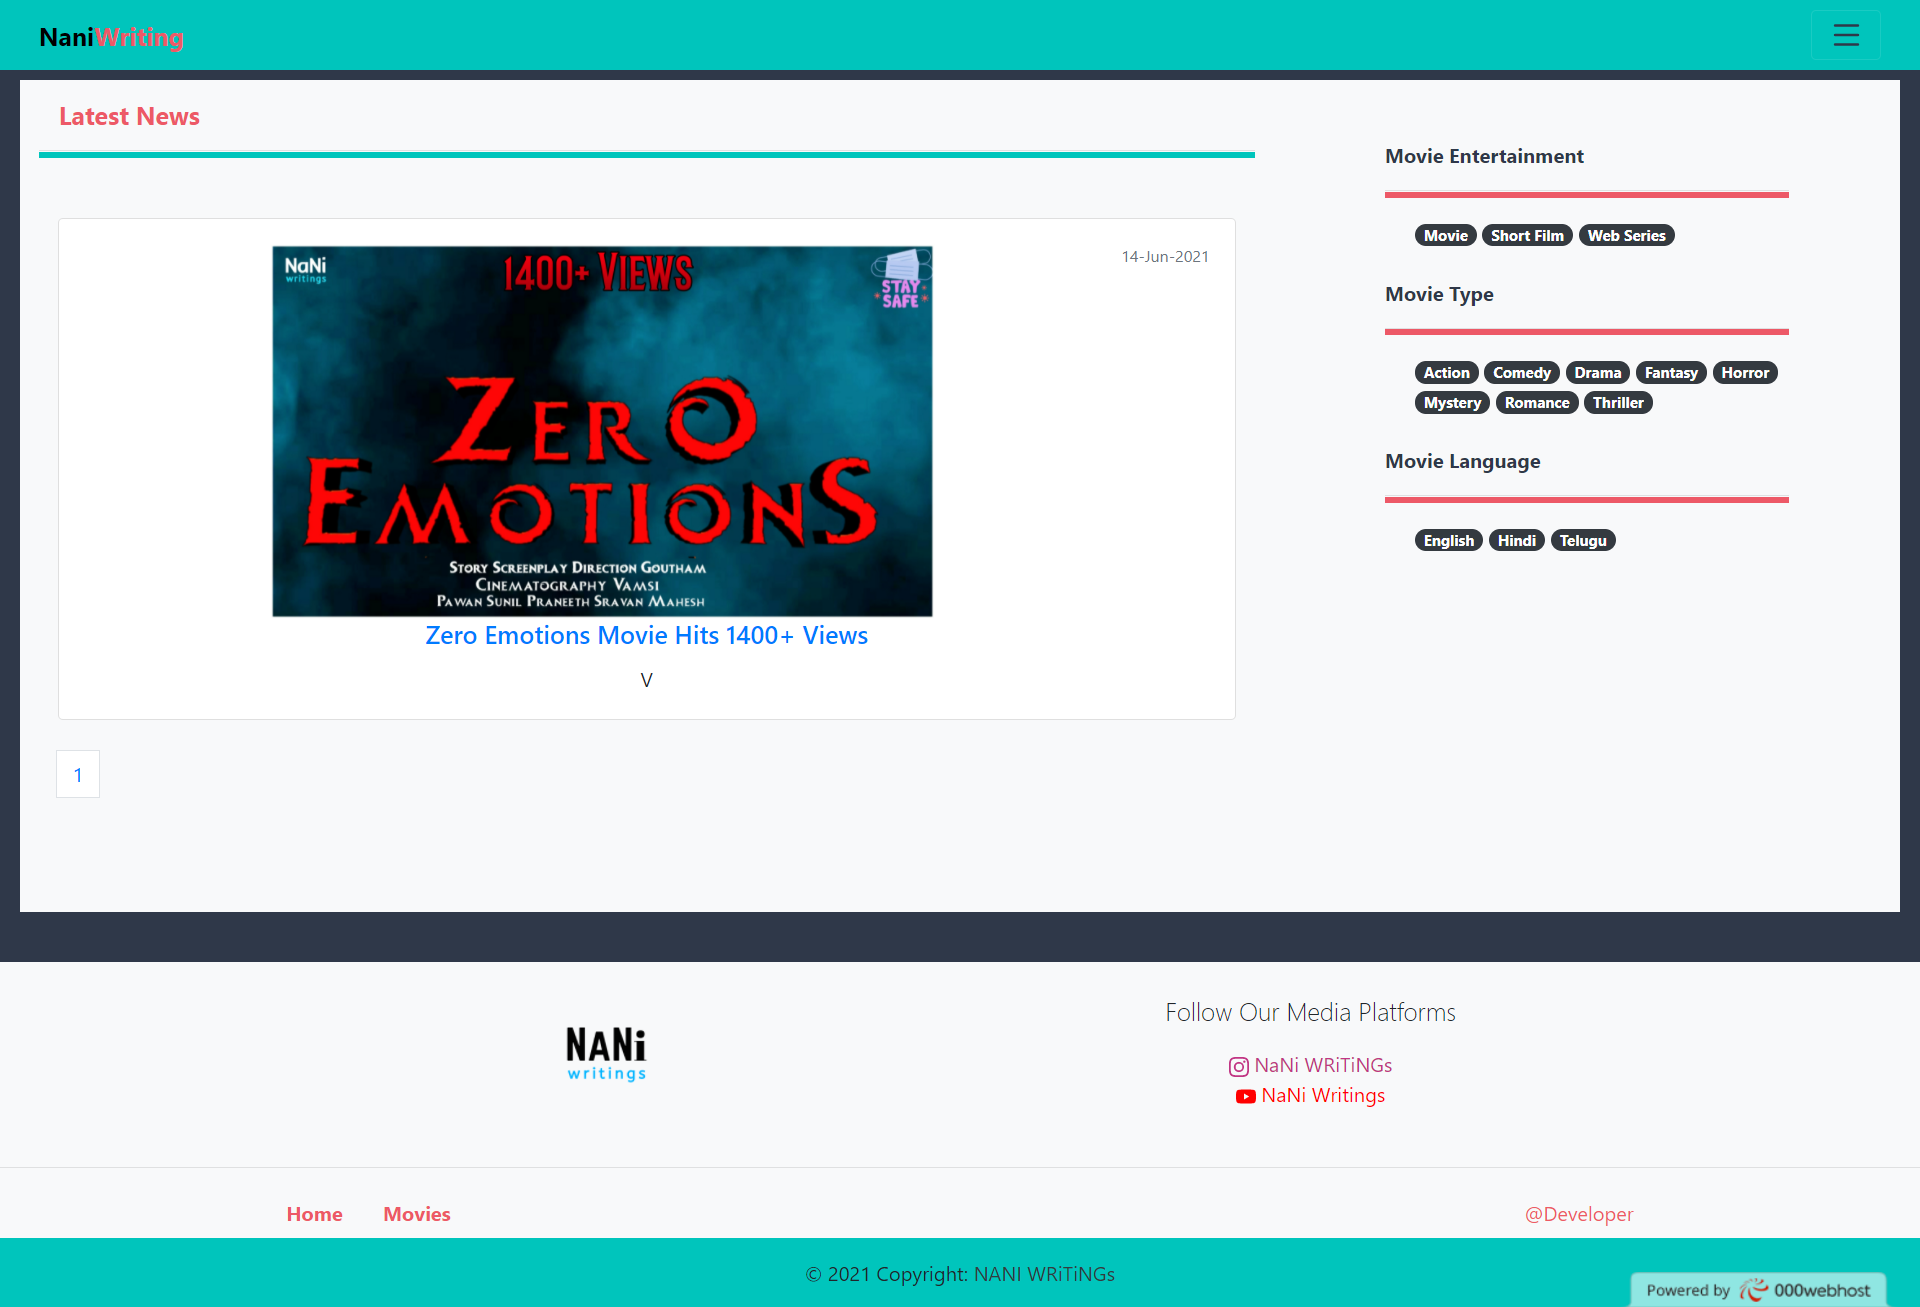 NaniWriting
Latest News
14-Jun-2021
NaNi
writings
1400+ VIEWS
STAY
SAFE
ZERO
EMOTIONS
STORY SCREENPLAY DIRECTION GOUTHAM
CINEMATOGRAPHY VAMSI
PAWAN SUNIL PRANEETH SRAVAN MAHESH
Zero Emotions Movie Hits 1400+ Views
V
1
Movie Entertainment
Movie Short Film Web Series
Movie Type
Action Comedy Drama Fantasy Horror
Mystery Romance Thriller
Movie Language
English Hindi Telugu
NANi
writings
Follow Our Media Platforms
NaNi WRiTiNGs
NaNi Writings
Home Movies @Developer
© 2021 Copyright: NANI WRiTiNGs
Powered by 000webhost